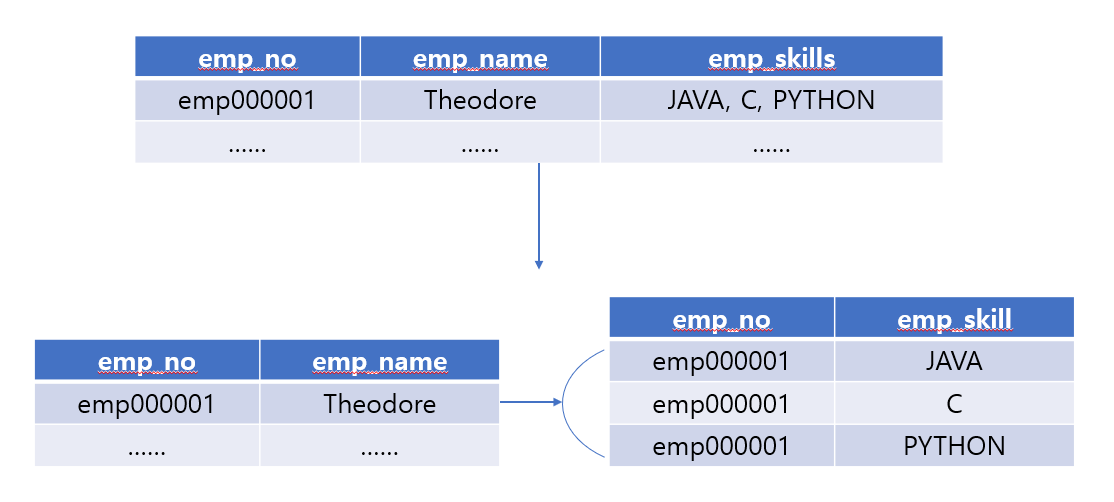 emp_no emp_name emp_skills
emp000001 Theodore JAVA, C, PYTHON
...... ...... ......
emp_no emp_name
emp000001 Theodore
...... ......
emp_no emp_skill
emp000001 JAVA
emp000001 C
emp000001 PYTHON